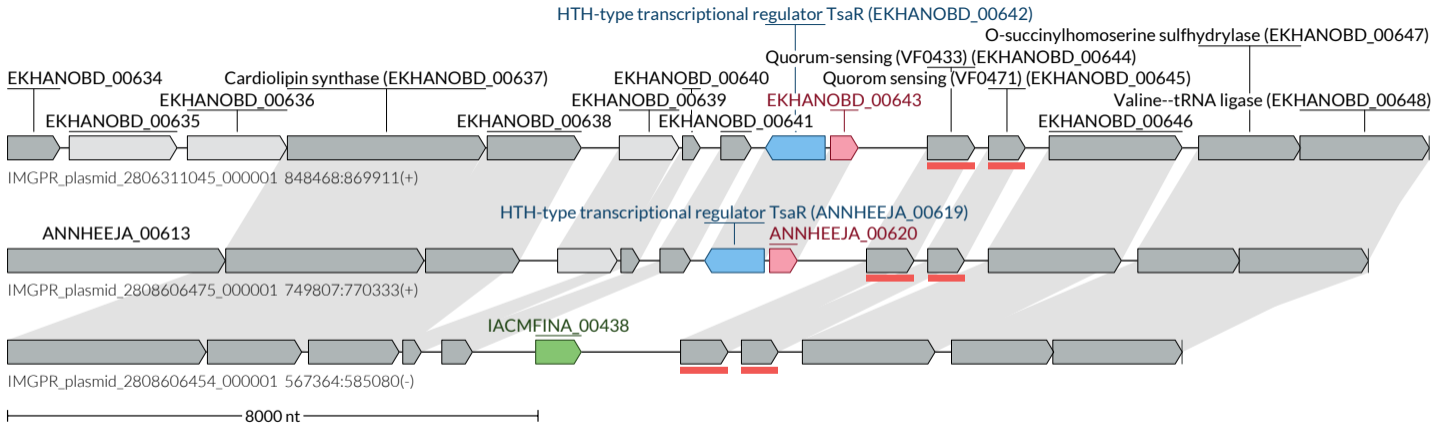 HTH-type transcriptional regulator TsaR (EKHANOBD_00642)
O-succinylhomoserine sulfhydrylase (EKHANOBD_00647)
Quorum-sensing (VF0433) (EKHANOBD_00644)
EKHANOBD_00634
Cardiolipin synthase (EKHANOBD_00637)
EKHANOBD_00640
Quorom sensing (VF0471) (EKHANOBD_00645)
EKHANOBD_00636
EKHANOBD_00639
EKHANOBD_00643
Valine--tRNA ligase (EKHANOBD_00648)
EKHANOBD_00635
EKHANOBD_00638
EKHANOBD_00641
EKHANOBD_00646
IMGPR_plasmid_2806311045_000001 848468:869911(+)
HTH-type transcriptional regulator TsaR (ANNHEEJA_00619)
ANNHEEJA_00613
ANNHEEJA_00620
IMGPR_plasmid_2808606475_000001 749807:770333(+)
IACMFINA_00438
IMGPR_plasmid_2808606454_000001 567364:585080(-)
8000 nt